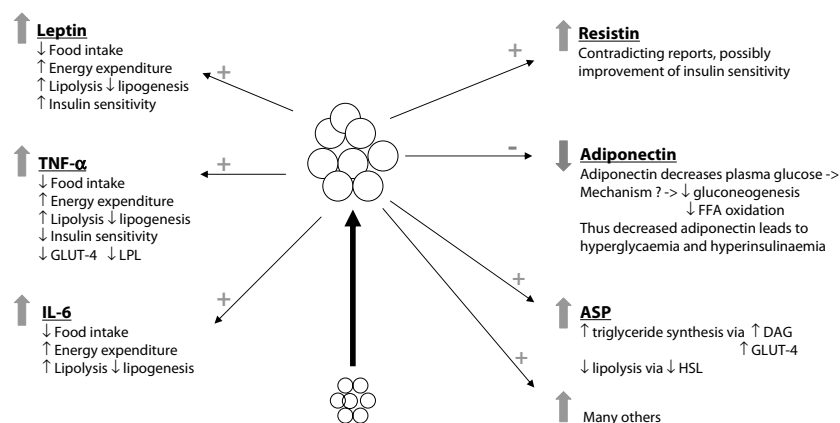 Leptin
↓ Food intake
↑ Energy expenditure
↑ Lipolysis ↓ lipogenesis
↑ Insulin sensitivity
+
TNF-α
↓ Food intake
↑ Energy expenditure
↑ Lipolysis ↓ lipogenesis
↓ Insulin sensitivity
↓ GLUT-4 ↓ LPL
+
IL-6
↓ Food intake
↑ Energy expenditure
↑ Lipolysis ↓ lipogenesis
+
Resistin
Contradicting reports, possibly
improvement of insulin sensitivity
+
Adiponectin
Adiponectin decreases plasma glucose ->
Mechanism ? -> ↓ gluconeogenesis
↓ FFA oxidation
Thus decreased adiponectin leads to
hyperglycaemia and hyperinsulinaemia
-
ASP
↑ triglyceride synthesis via ↑ DAG
↑ GLUT-4
↓ lipolysis via ↓ HSL
+
Many others
+